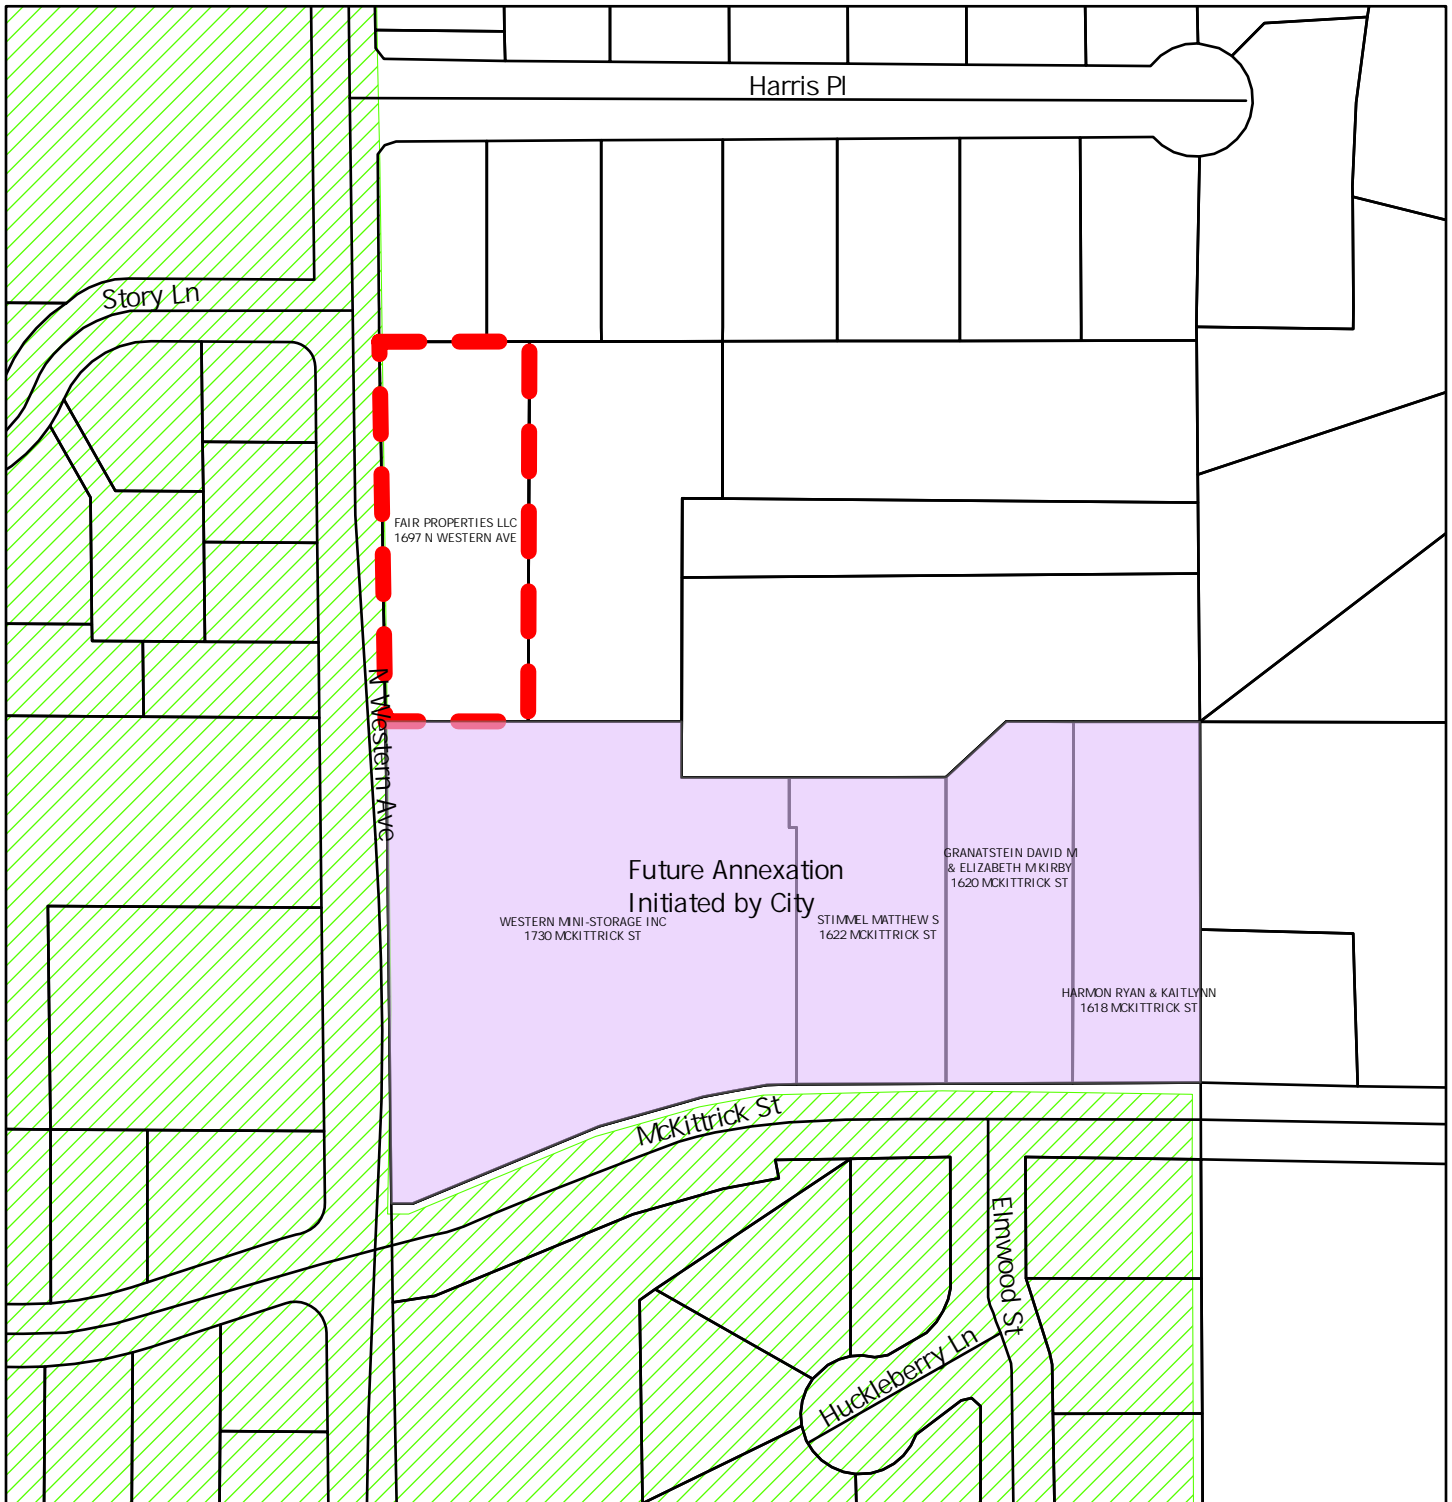 Harris Pl
Story Ln
FAIR PROPERTIES LLC
1697 N WESTERN AVE
N Western Ave
Future Annexation
Initiated by City
GRANATSTEIN DAVID M
& ELIZABETH M KIRBY
1620 MCKITTRICK ST
WESTERN MINI-STORAGE INC
1730 MCKITTRICK ST
STIMMEL MATTHEW S
1622 MCKITTRICK ST
HARMON RYAN & KAITLYNN
1618 MCKITTRICK ST
McKittrick St
Elmwood St
Huckleberry Ln